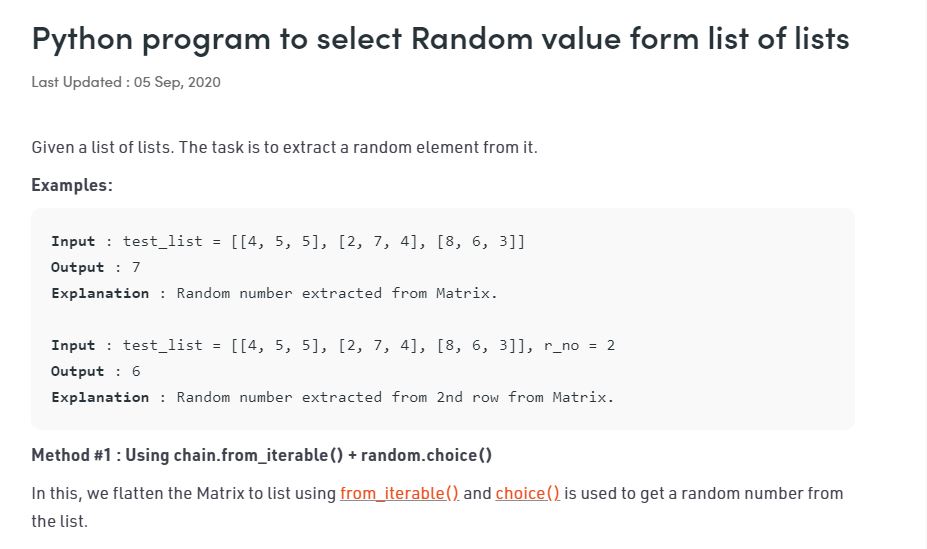 Python program to select Random value form list of lists
Last Updated : 05 Sep, 2020
Given a list of lists. The task is to extract a random element from it.
Examples:
Input : test_list = [[4, 5, 5], [2, 7, 4], [8, 6, 3]]
Output : 7
Explanation : Random number extracted from Matrix.
Input : test_list = [[4, 5, 5], [2, 7, 4], [8, 6, 3]], r_no = 2
Output : 6
Explanation : Random number extracted from 2nd row from Matrix.
Method #1 : Using chain.from_iterable() + random.choice()
In this, we flatten the Matrix to list using from_iterable() and choice() is used to get a random number from
the list.